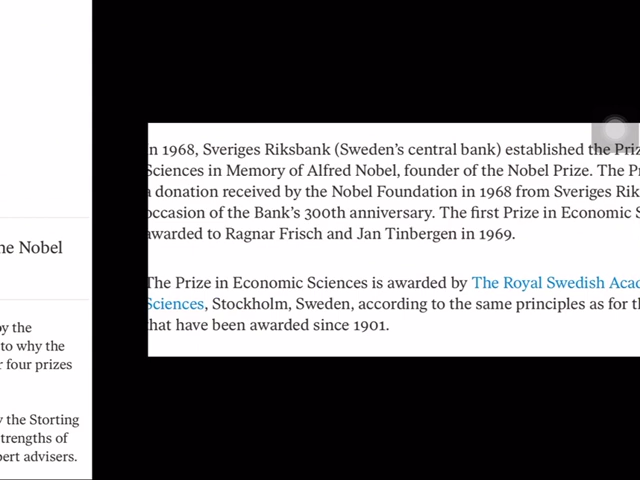 he Nobel
by the
to why the
r four prizes
y the Storting
trengths of
pert advisers.
n 1968, Sveriges Riksbank (Sweden's central bank) established the Priz
Sciences in Memory of Alfred Nobel, founder of the Nobel Prize. The Pr
a donation received by the Nobel Foundation in 1968 from Sveriges Rik
occasion of the Bank's 300th anniversary. The first Prize in Economic S
awarded to Ragnar Frisch and Jan Tinbergen in 1969.
The Prize in Economic Sciences is awarded by The Royal Swedish Acad
Sciences, Stockholm, Sweden, according to the same principles as for th
that have been awarded since 1901.